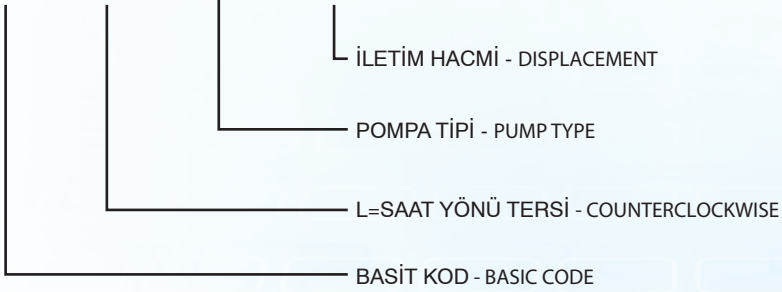 İLETİM HACMİ - DISPLACEMENT
POMPA TİPİ - PUMP TYPE
L=SAAT YÖNÜ TERSİ - COUNTERCLOCKWISE
BASİT KOD - BASIC CODE